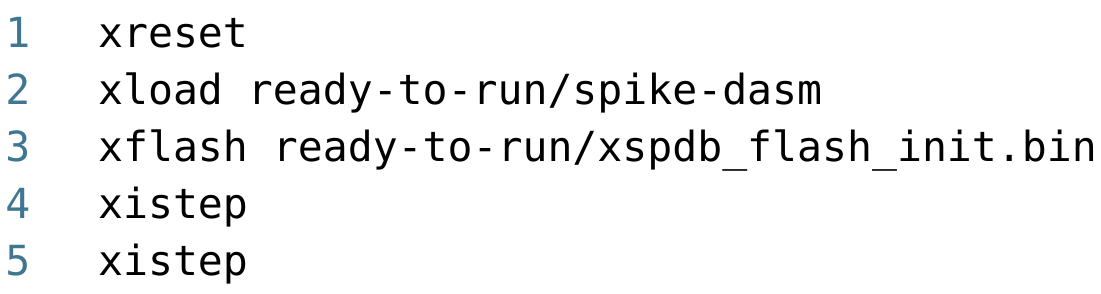 1 xreset
2 xload ready-to-run/spike-dasm
3 xflash ready-to-run/xspdb_flash_init.bin
4 xistep
5 xistep